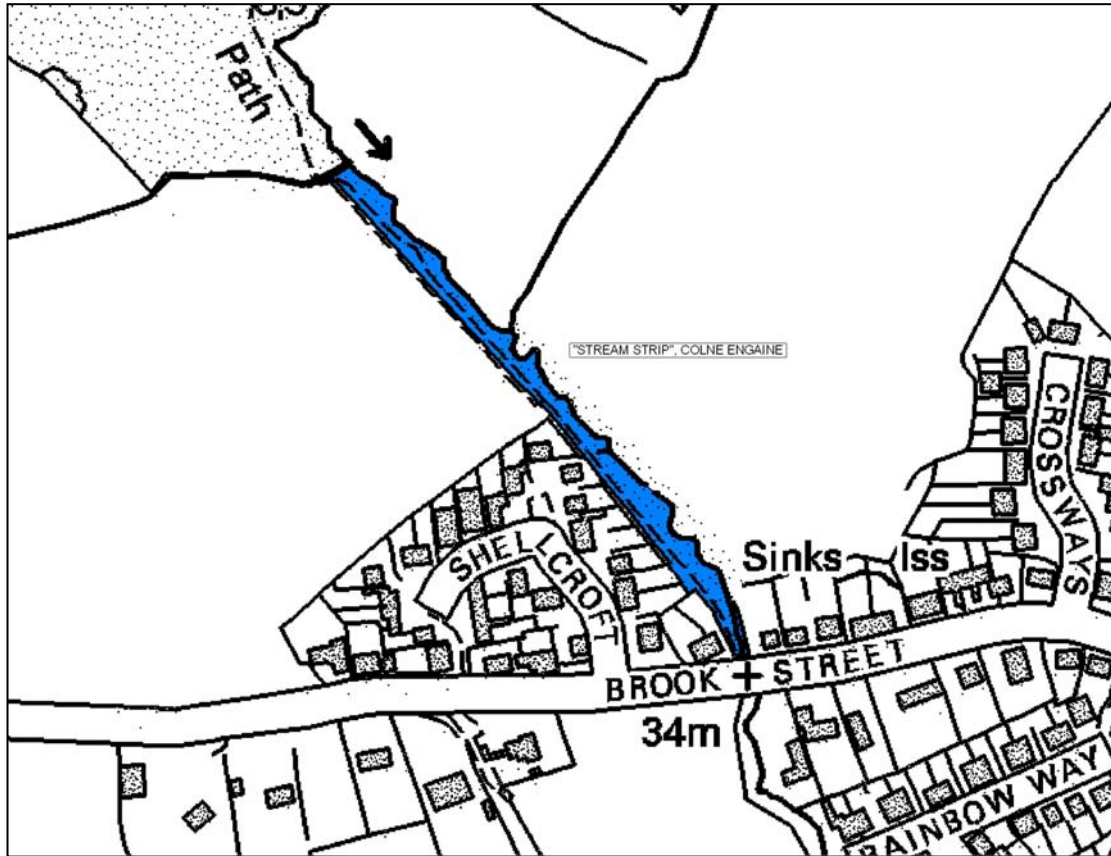 Path
"STREAM STRIP", COLNE ENGAINE
CROSSWAYS
SHELLCROFT
Sinks Iss
BROOK STREET
34m
RAINBOW WAY